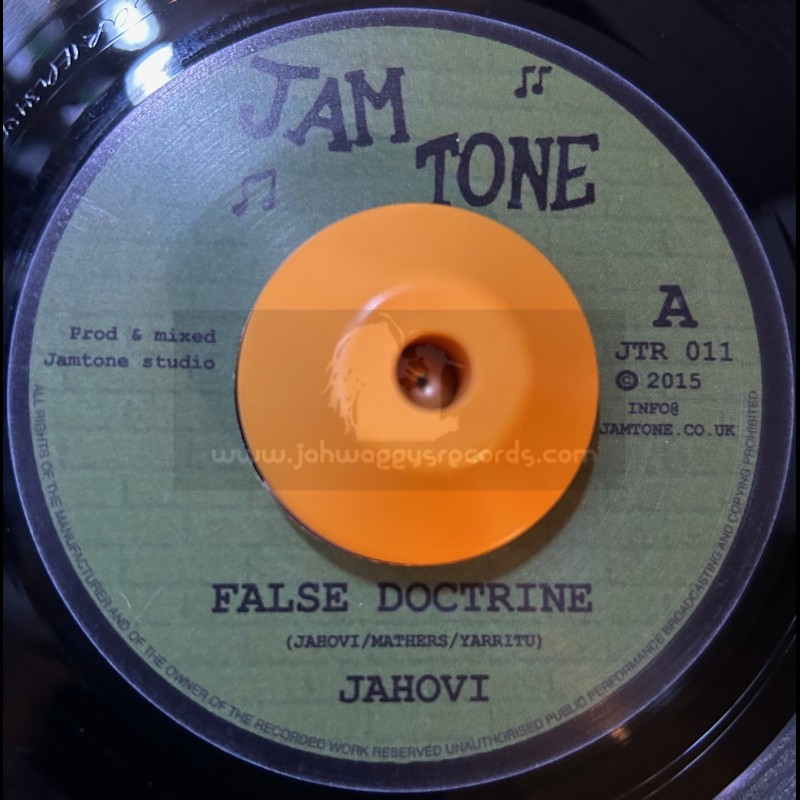 JAM
TONE
Prod & mixed
Jamtone studio
A
JTR 011
© 2015
INFO@
JAMTONE.CO.UK
www.jahwaggysrecords.com
FALSE DOCTRINE
(JAHOVI/MATHERS/YARRITU)
JAHOVI
ALL RIGHTS OF THE MANUFACTURER AND OF THE OWNER OF THE RECORDED WORK RESERVED UNAUTHORISED PUBLIC PERFORMANCE BROADCASTING AND COPYING PROHIBITED